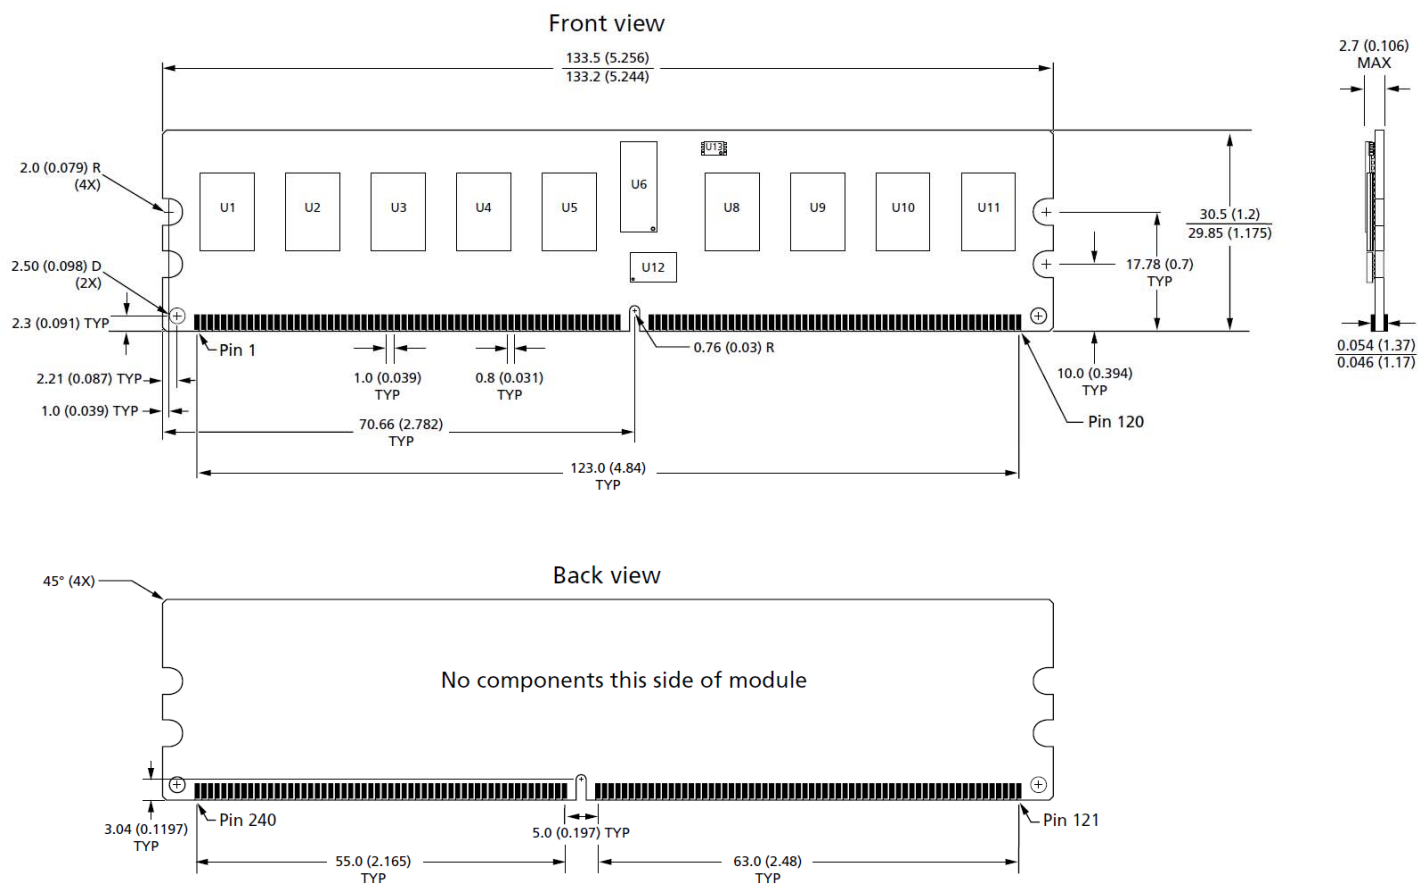 Front view
133.5 (5.256)
133.2 (5.244)
2.7 (0.106)
MAX
2.0 (0.079) R
(4X)
U1
U2
U3
U4
U5
U6
U13
U8
U9
U10
U11
U12
30.5 (1.2)
29.85 (1.175)
17.78 (0.7)
TYP
2.50 (0.098) D
(2X)
2.3 (0.091) TYP
Pin 1
0.76 (0.03) R
0.054 (1.37)
0.046 (1.17)
2.21 (0.087) TYP
1.0 (0.039)
TYP
0.8 (0.031)
TYP
10.0 (0.394)
TYP
1.0 (0.039) TYP
70.66 (2.782)
TYP
Pin 120
123.0 (4.84)
TYP
Back view
45° (4X)
No components this side of module
Pin 240
Pin 121
3.04 (0.1197)
TYP
5.0 (0.197) TYP
55.0 (2.165)
TYP
63.0 (2.48)
TYP